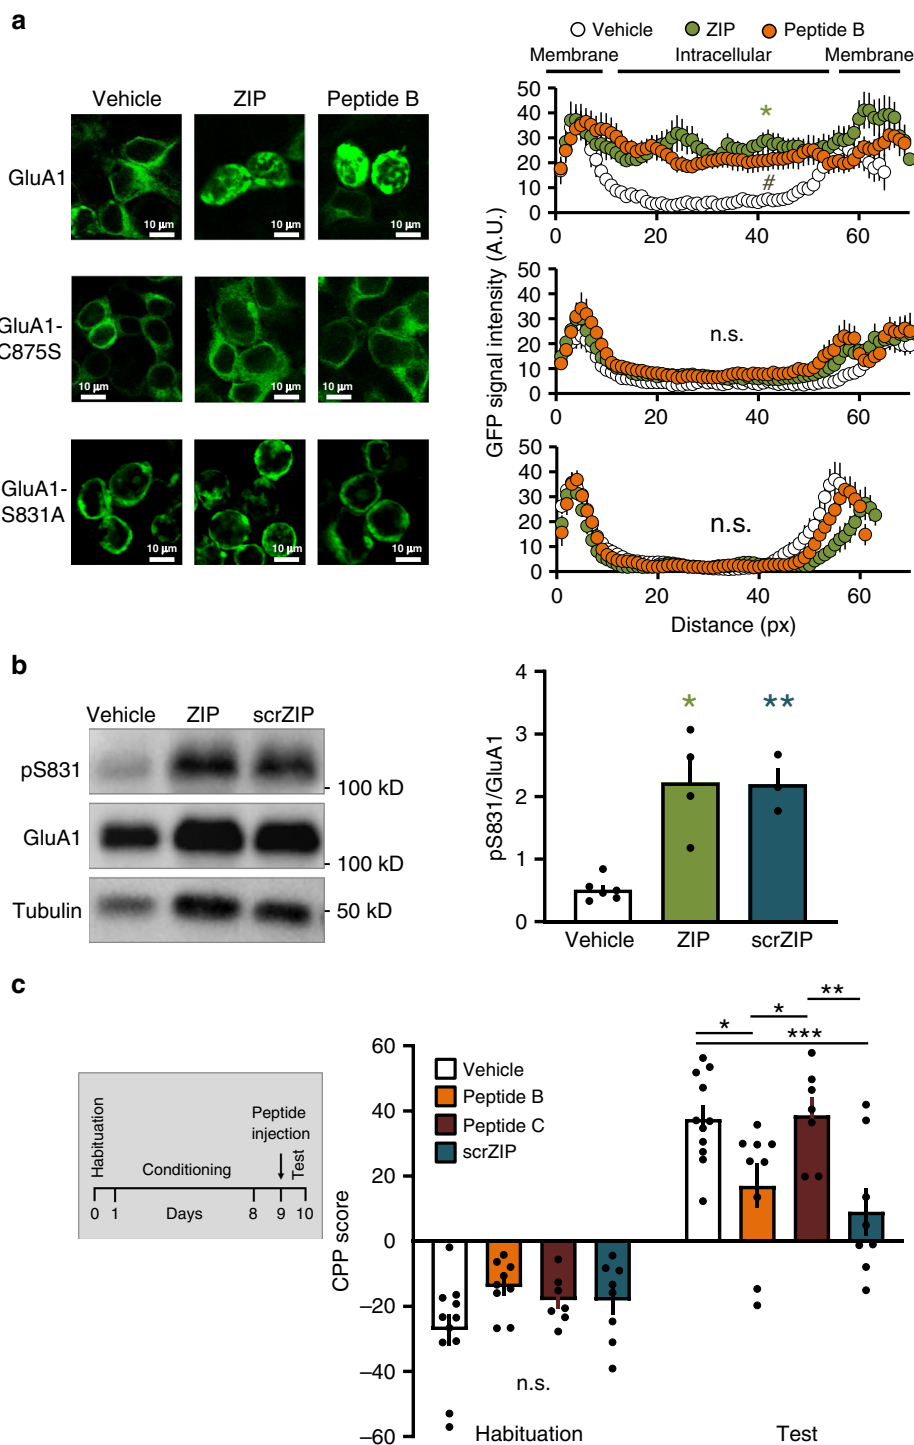 a
Vehicle ZIP Peptide B
Membrane Intracellular Membrane
Vehicle ZIP Peptide B
GluA1
10 µm 10 µm 10 µm
GluA1-
C875S
10 µm 10 µm 10 µm
GluA1-
S831A
10 µm 10 µm 10 µm
GFP signal intensity (A.U.)
50
40
30
20
10
0
*
#
0 20 40 60
50
40
30
20
10
0
n.s.
0 20 40 60
50
40
30
20
10
0
n.s.
0 20 40 60
Distance (px)
b
Vehicle ZIP scrZIP
pS831
100 kD
GluA1
100 kD
Tubulin
50 kD
pS831/GluA1
4
3
2
1
0
* **
Vehicle ZIP scrZIP
c
Habituation
Conditioning
Peptide
injection
Test
0 1 Days 8 9 10
CPP score
60
40
20
0
–20
–40
–60
Vehicle
Peptide B
Peptide C
scrZIP
**
*
* ***
n.s.
Habituation Test